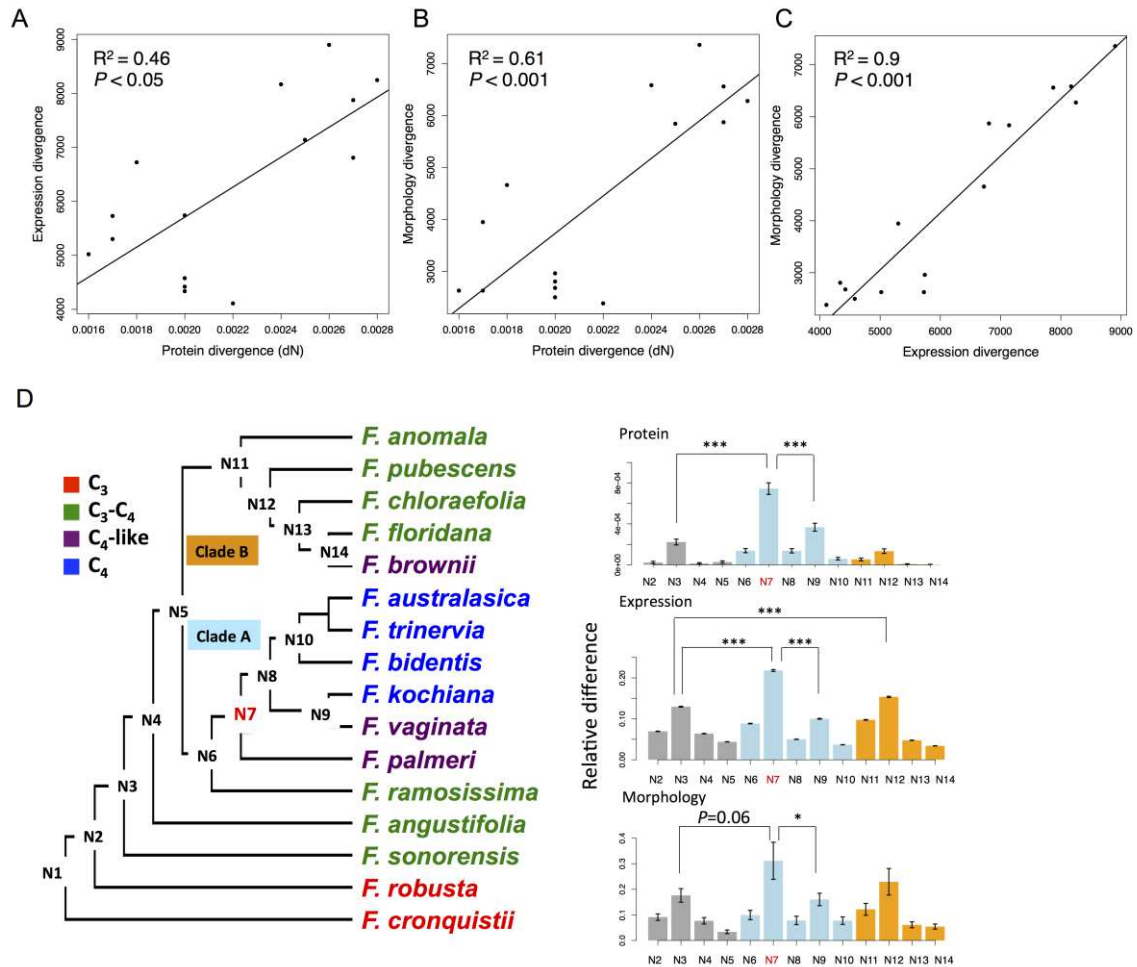 A
R² = 0.46
P < 0.05
Expression divergence
4000 5000 6000 7000 8000 9000
0.0016 0.0018 0.0020 0.0022 0.0024 0.0026 0.0028
Protein divergence (dN)
B
R² = 0.61
P < 0.001
Morphology divergence
3000 4000 5000 6000 7000
0.0016 0.0018 0.0020 0.0022 0.0024 0.0026 0.0028
Protein divergence (dN)
C
R² = 0.9
P < 0.001
Morphology divergence
3000 4000 5000 6000 7000
4000 5000 6000 7000 8000 9000
Expression divergence
D
C₃
C₃-C₄
C₄-like
C₄
Clade B
Clade A
N1
N2
N3
N4
N5
N6
N7
N8
N9
N10
N11
N12
N13
N14
F. anomala
F. pubescens
F. chloraefolia
F. floridana
F. brownii
F. australasica
F. trinervia
F. bidentis
F. kochiana
F. vaginata
F. palmeri
F. ramosissima
F. angustifolia
F. sonorensis
F. robusta
F. cronquistii
Relative difference
Protein
*** ***
0e+00 4e-04 8e-04
N2 N3 N4 N5 N6 N7 N8 N9 N10 N11 N12 N13 N14
Expression
***
*** ***
0.00 0.10 0.20
N2 N3 N4 N5 N6 N7 N8 N9 N10 N11 N12 N13 N14
Morphology
P=0.06 *
0.0 0.1 0.2 0.3 0.4
N2 N3 N4 N5 N6 N7 N8 N9 N10 N11 N12 N13 N14